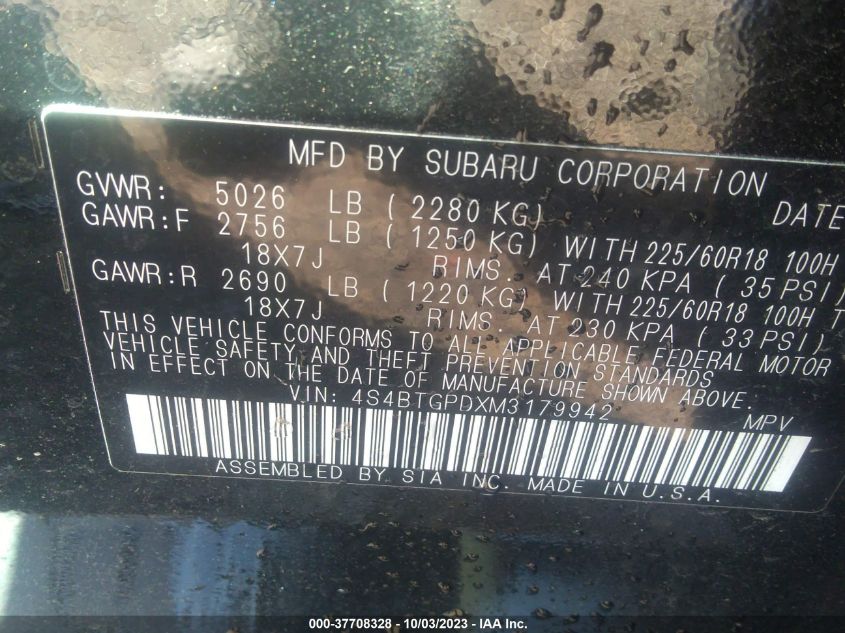 MFD BY SUBARU CORPORATION
GVWR: 5026 LB ( 2280 KG) DATE
GAWR:F 2756 LB ( 1250 KG) WITH 225/60R18 100H
18X7J RIMS. AT 240 KPA ( 35 PSI)
GAWR:R 2690 LB ( 1220 KG) WITH 225/60R18 100H T
18X7J RIMS. AT 230 KPA ( 33 PSI)
THIS VEHICLE CONFORMS TO ALL APPLICABLE FEDERAL MOTOR
VEHICLE SAFETY AND THEFT PREVENTION STANDARDS
IN EFFECT ON THE DATE OF MANUFACTURE SHOWN ABOVE.
VIN: 4S4BTGPDXM3179942 MPV
ASSEMBLED BY SIA INC. MADE IN U.S.A.
000-37708328 - 10/03/2023 - IAA Inc.